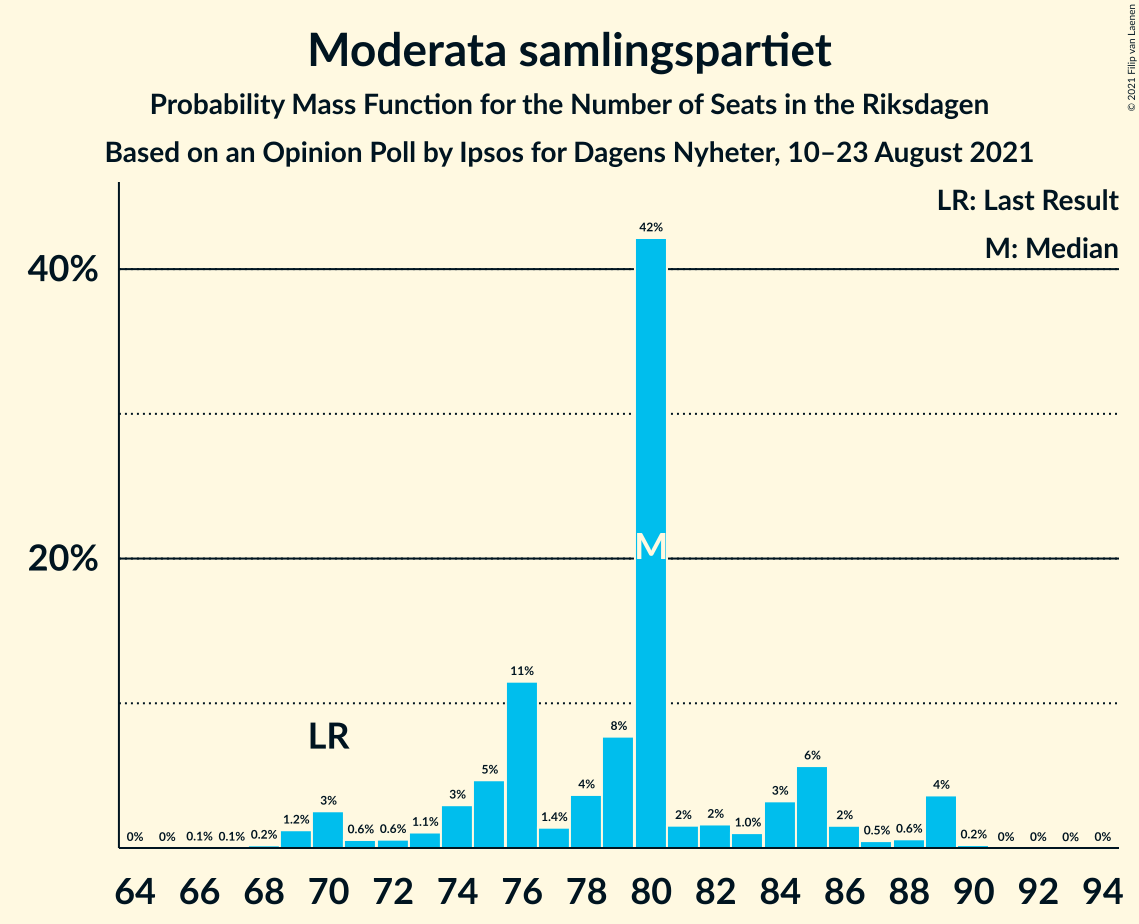 © 2021 Filip van Laenen
Moderata samlingspartiet
Probability Mass Function for the Number of Seats in the Riksdagen
Based on an Opinion Poll by Ipsos for Dagens Nyheter, 10–23 August 2021
LR: Last Result
M: Median
40%
20%
LR
M
0% 0% 0.1% 0.1% 0.2% 1.2% 3% 0.6% 0.6% 1.1% 3% 5% 11% 1.4% 4% 8% 42% 2% 2% 1.0% 3% 6% 2% 0.5% 0.6% 4% 0.2% 0% 0% 0% 0%
64 66 68 70 72 74 76 78 80 82 84 86 88 90 92 94